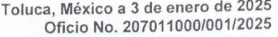 Toluca, México a 3 de enero de 2025
Oficio No. 207011000/001/2025